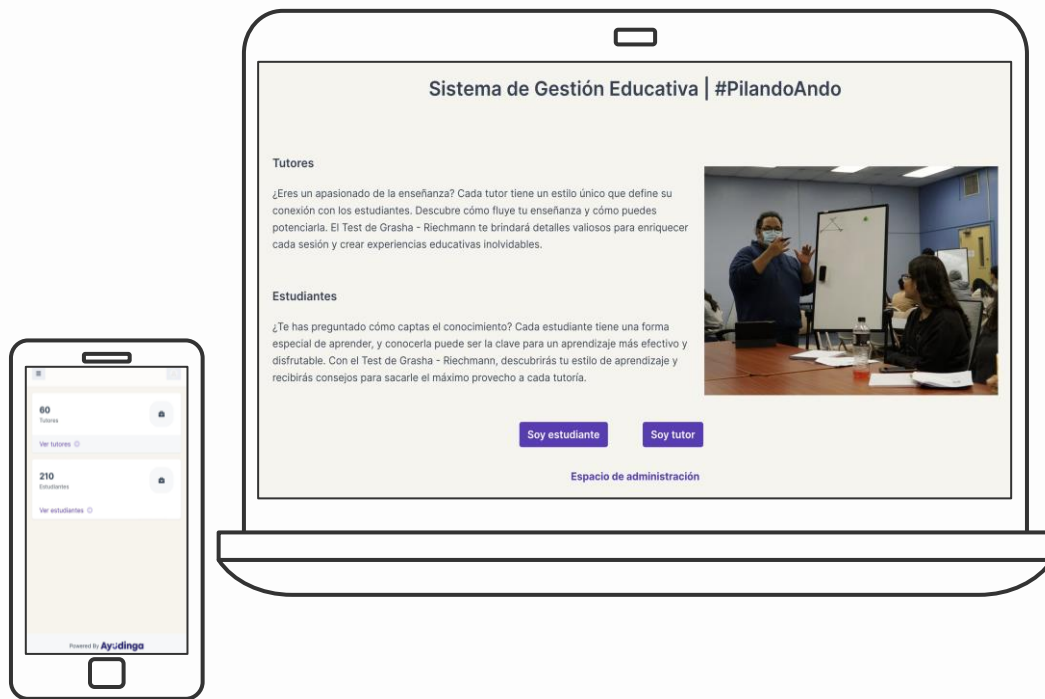 Sistema de Gestión Educativa | #PilandoAndo
Tutores
¿Eres un apasionado de la enseñanza? Cada tutor tiene un estilo único que define su
conexión con los estudiantes. Descubre cómo fluye tu enseñanza y cómo puedes
potenciarla. El Test de Grasha - Riechmann te brindará detalles valiosos para enriquecer
cada sesión y crear experiencias educativas inolvidables.
Estudiantes
¿Te has preguntado cómo captas el conocimiento? Cada estudiante tiene una forma
especial de aprender, y conocerla puede ser la clave para un aprendizaje más efectivo y
disfrutable. Con el Test de Grasha - Riechmann, descubrirás tu estilo de aprendizaje y
recibirás consejos para sacarle el máximo provecho a cada tutoría.
Soy estudiante
Soy tutor
Espacio de administración
60
Tutores
Ver tutores
210
Estudiantes
Ver estudiantes
Powered By Ayudinga